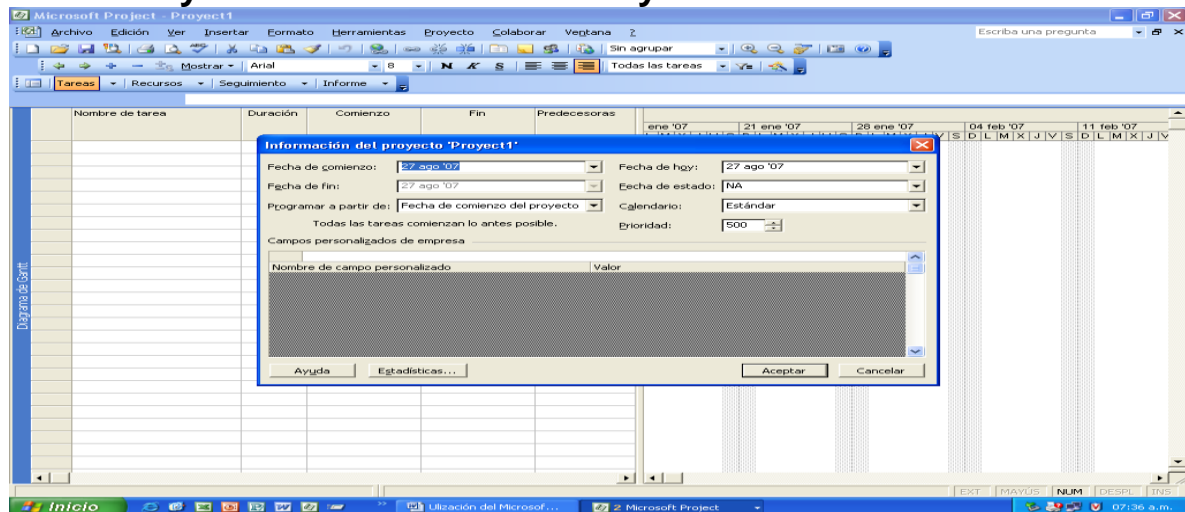 Microsoft Project - Proyect1
Archivo Edición Ver Insertar Formato Herramientas Proyecto Colaborar Ventana ? Escriba una pregunta
Sin agrupar
Mostrar Arial 8 N K S Todas las tareas
Tareas Recursos Seguimiento Informe
Nombre de tarea Duración Comienzo Fin Predecesoras
ene '07 21 ene '07 28 ene '07 04 feb '07 11 feb '07
V S D L M X J V S D L M X J V
Información del proyecto 'Proyect1'
Fecha de comienzo: 27 ago '07 Fecha de hoy: 27 ago '07
Fecha de fin: 27 ago '07 Fecha de estado: NA
Programar a partir de: Fecha de comienzo del proyecto Calendario: Estándar
Todas las tareas comienzan lo antes posible. Prioridad: 500
Campos personalizados de empresa
Nombre de campo personalizado Valor
Ayuda Estadísticas... Aceptar Cancelar
Diagrama de Gantt
EXT MAYÚS NUM DESPL INS
Inicio Ulización del Microsof... 2 Microsoft Project 07:36 a.m.